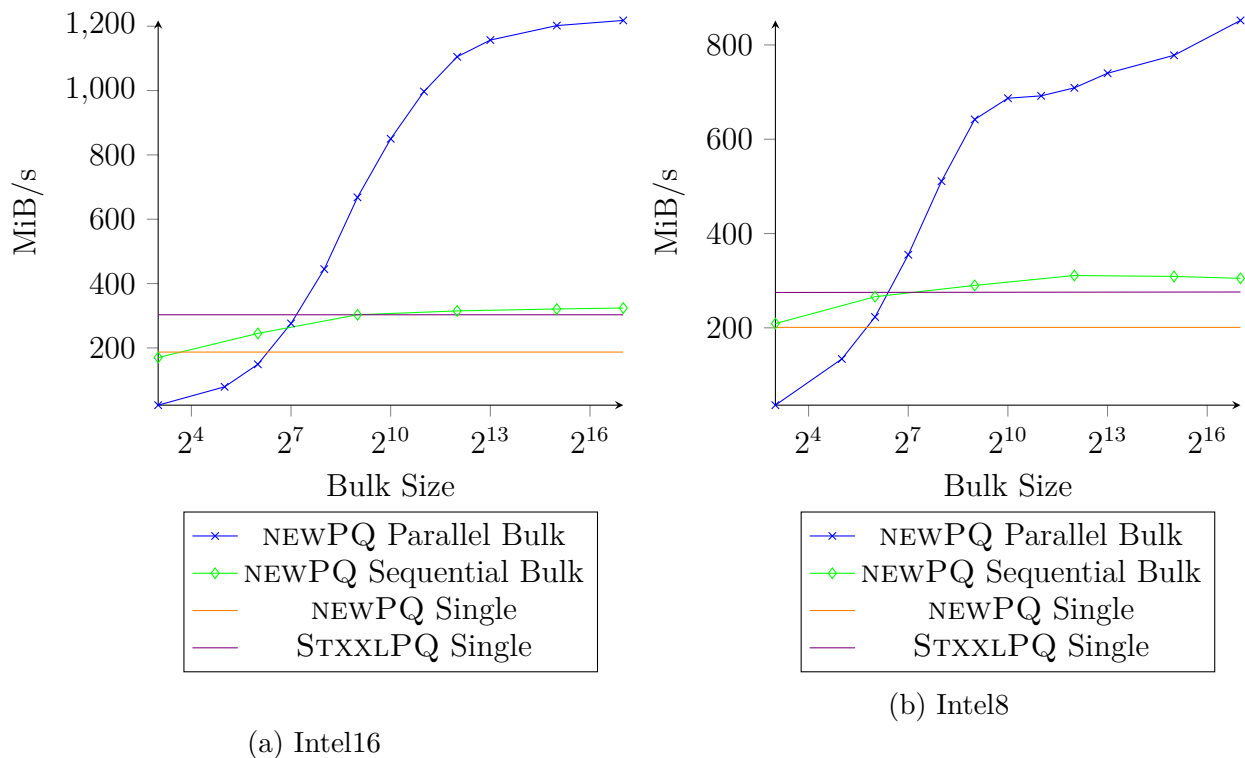 1,200
1,000
800
600
400
200
MiB/s
2^4 2^7 2^10 2^13 2^16
Bulk Size
NEWPQ Parallel Bulk
NEWPQ Sequential Bulk
NEWPQ Single
STXXLPQ Single
(a) Intel16
800
600
400
200
MiB/s
2^4 2^7 2^10 2^13 2^16
Bulk Size
NEWPQ Parallel Bulk
NEWPQ Sequential Bulk
NEWPQ Single
STXXLPQ Single
(b) Intel8